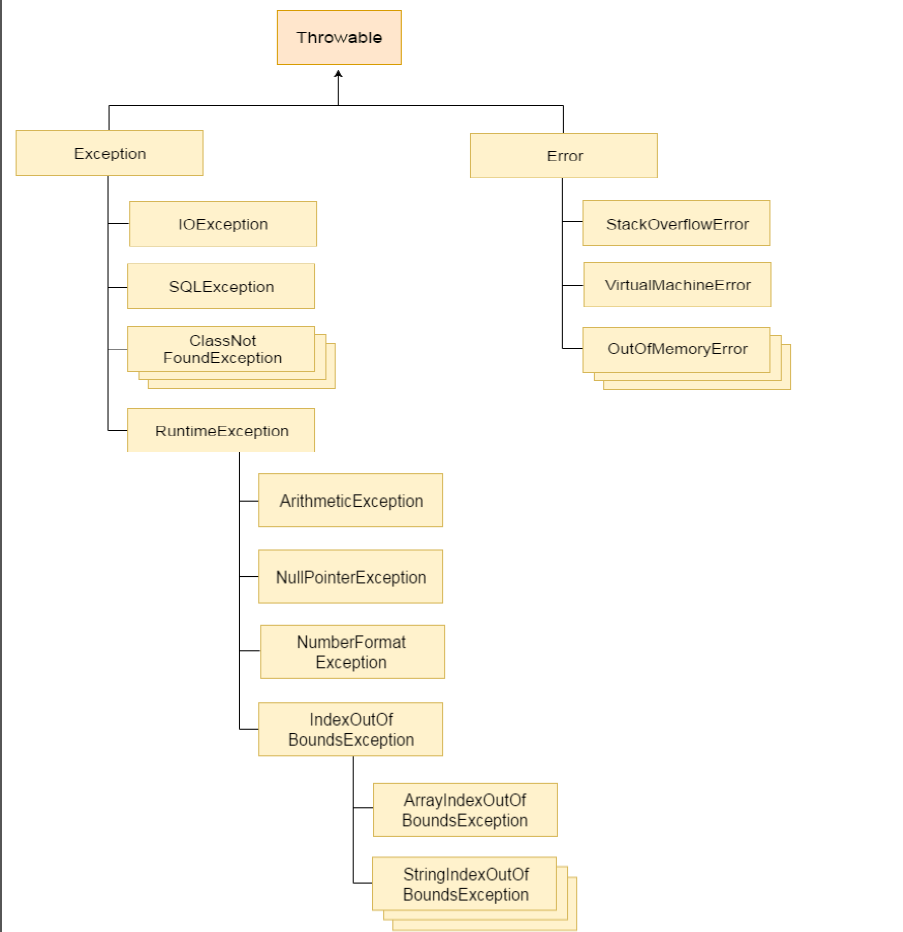 Throwable
Exception
Error
IOException
StackOverflowError
SQLException
VirtualMachineError
ClassNot
FoundException
OutOfMemoryError
RuntimeException
ArithmeticException
NullPointerException
NumberFormat
Exception
IndexOutOf
BoundsException
ArrayIndexOutOf
BoundsException
StringIndexOutOf
BoundsException